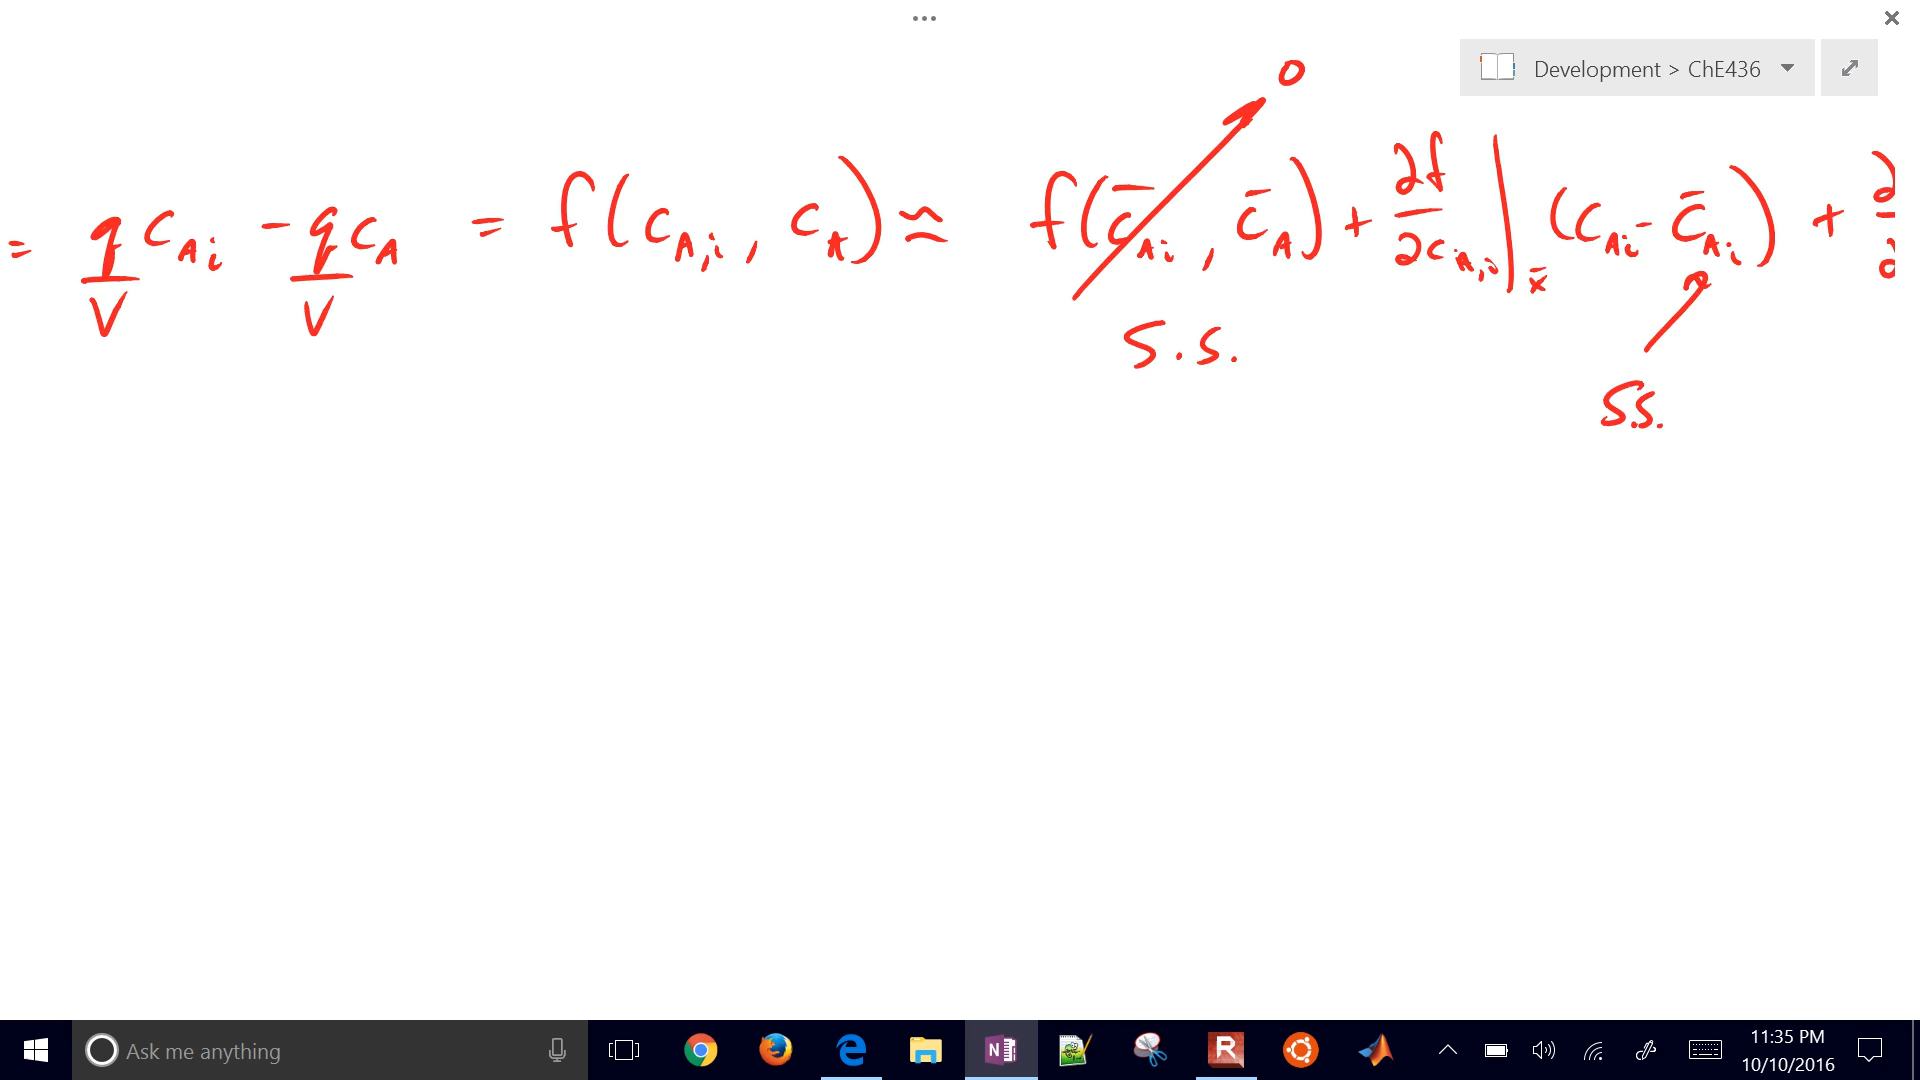 Development > ChE436
0
= q/V C_Ai - q/V C_A = f(C_A,i, C_A) ≈ f(C̄_Ai, C̄_A) + ∂f/∂C_A,i |_x̄ (C_Ai - C̄_Ai) + ∂/∂
S.S.
S.S.
Ask me anything
11:35 PM
10/10/2016